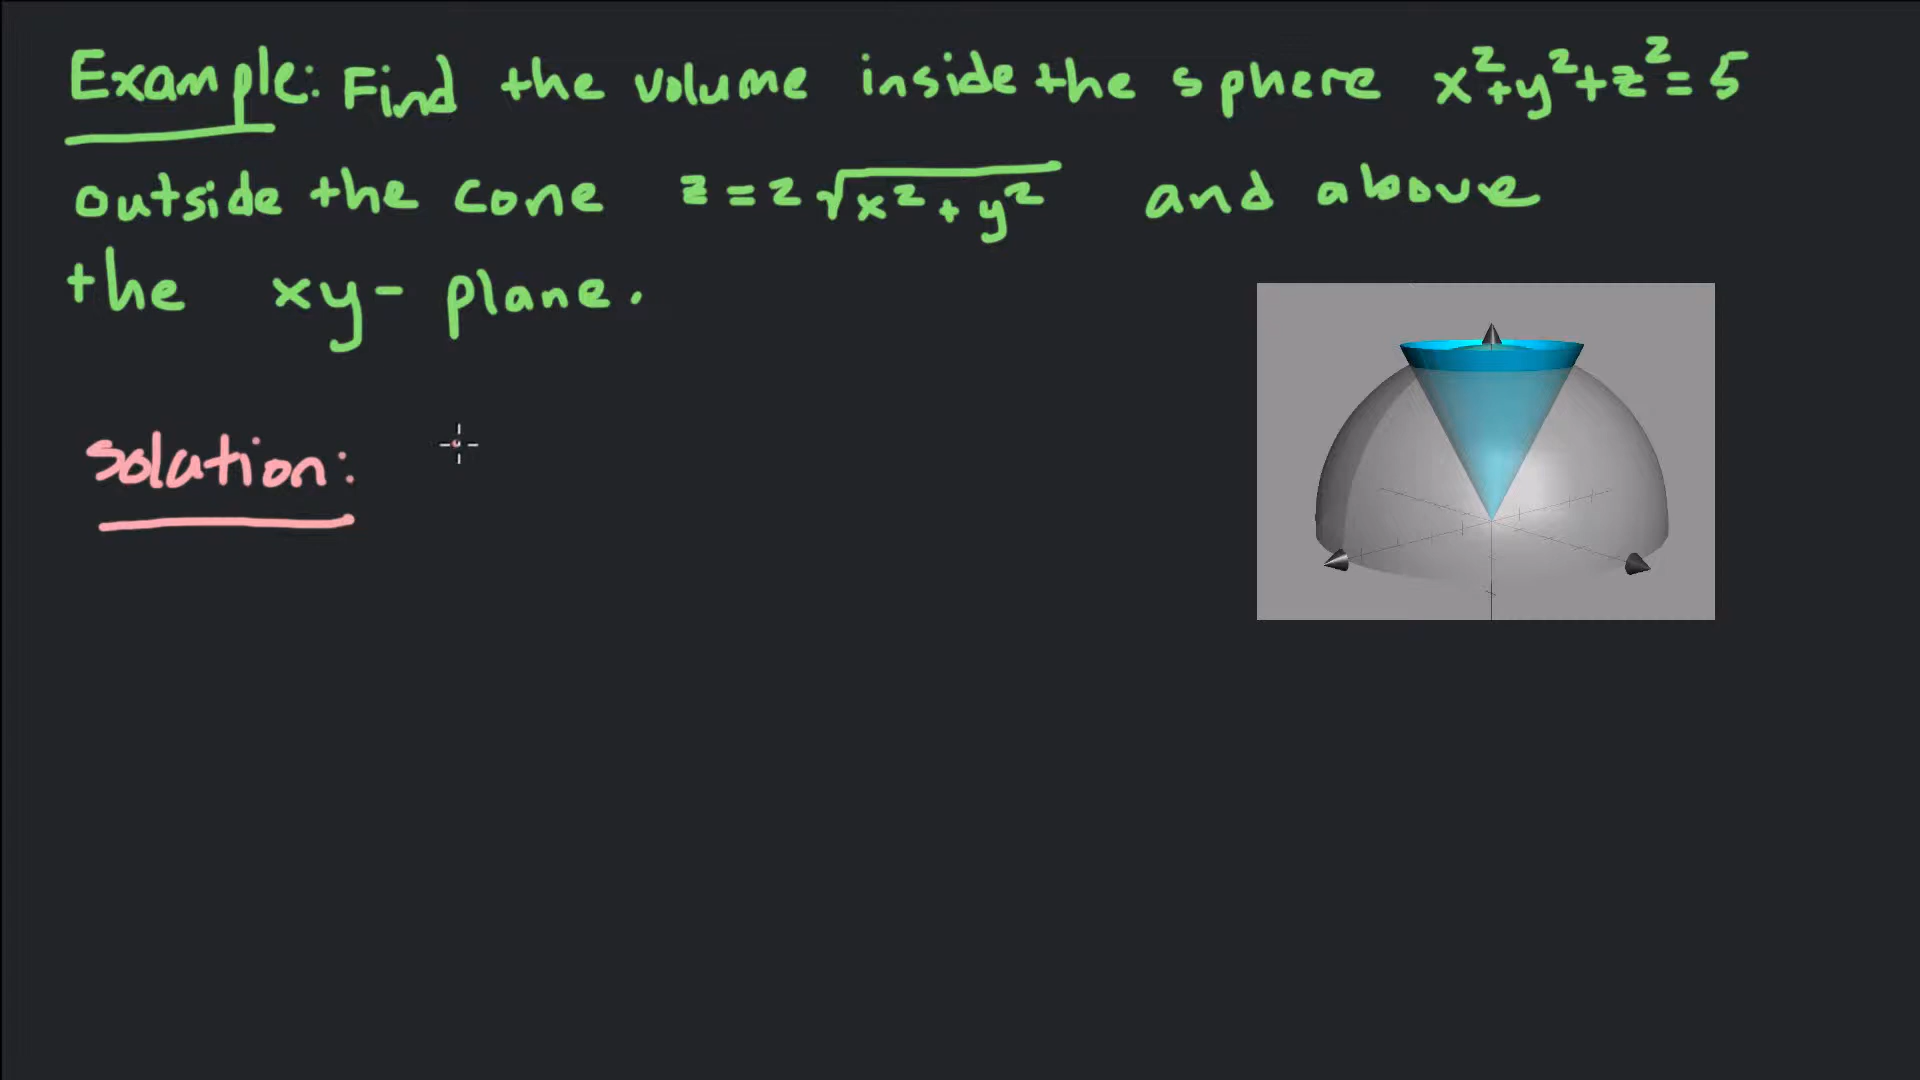 Example: Find the volume inside the sphere x²+y²+z²=5
outside the cone z=2√(x²+y²) and above
the xy-plane.
Solution: